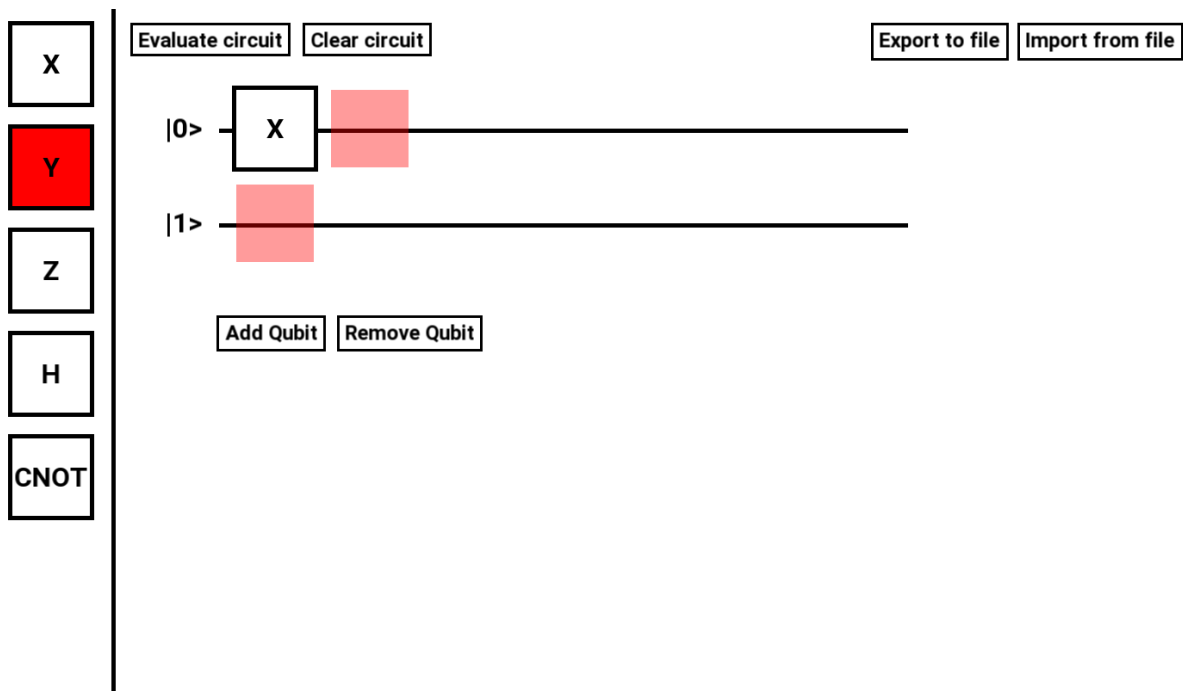 X
Y
Z
H
CNOT
Evaluate circuit Clear circuit Export to file Import from file
|0> X
|1>
Add Qubit Remove Qubit